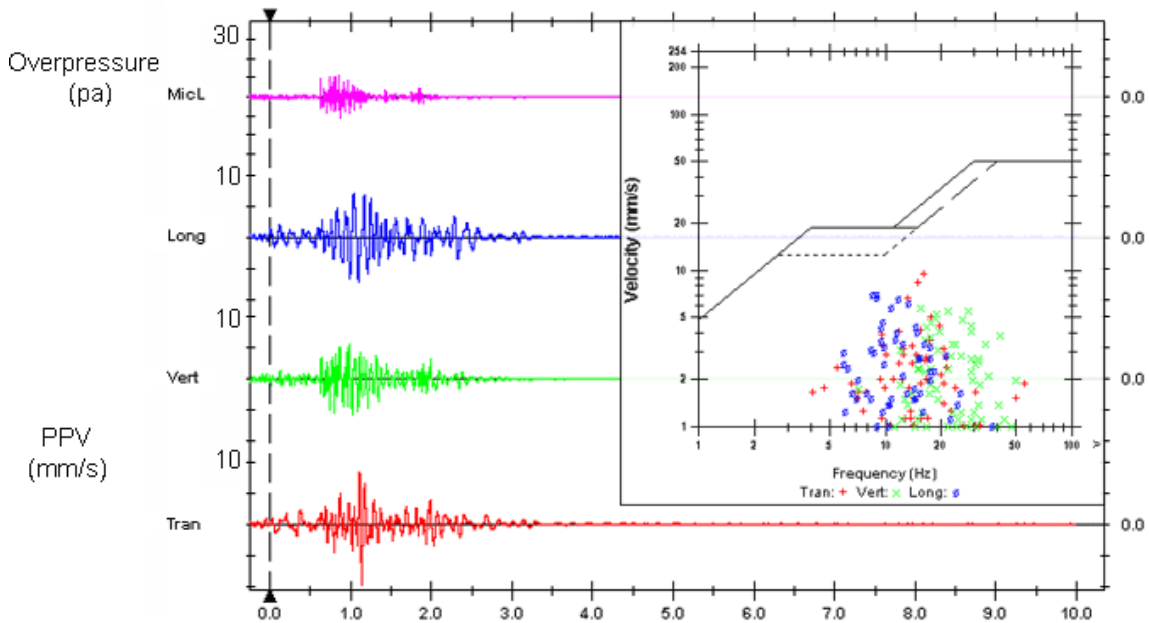 30
Overpressure
(pa)
MicL
0.0
10
Long
0.0
10
Vert
0.0
PPV
(mm/s)
10
Tran
0.0
0.0 1.0 2.0 3.0 4.0 5.0 6.0 7.0 8.0 9.0 10.0
254
200
100
50
20
10
5
2
1
Velocity (mm/s)
1 2 5 10 20 50 100 >
Frequency (Hz)
Tran: + Vert: × Long: ø